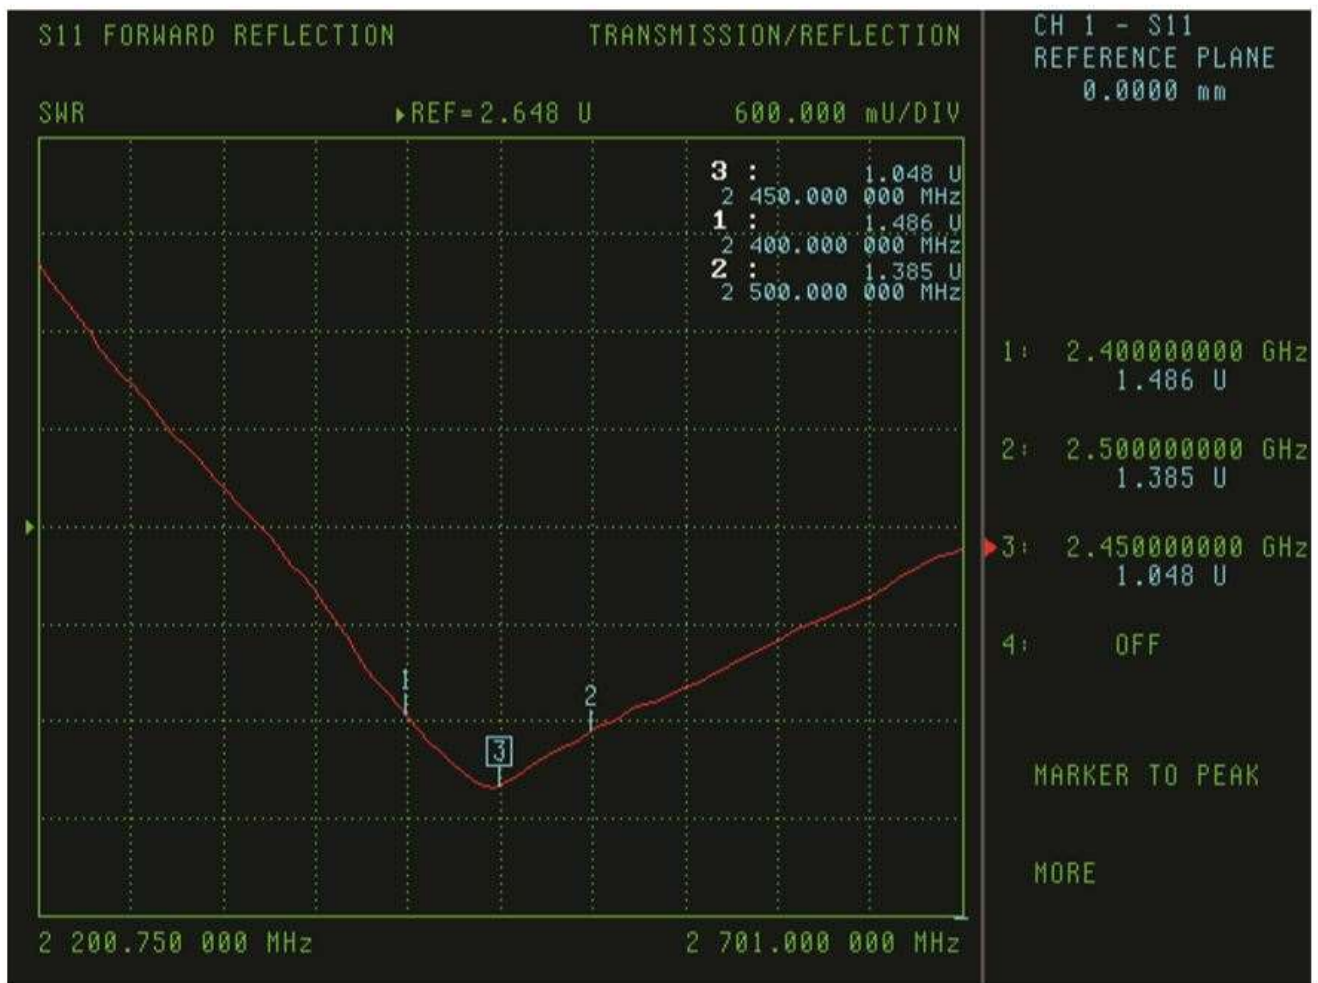 S11 FORWARD REFLECTION TRANSMISSION/REFLECTION
SWR ▶REF=2.648 U 600.000 mU/DIV
3 : 1.048 U
2 450.000 000 MHz
1 : 1.486 U
2 400.000 000 MHz
2 : 1.385 U
2 500.000 000 MHz
1
2
3
2 200.750 000 MHz 2 701.000 000 MHz
CH 1 - S11
REFERENCE PLANE
0.0000 mm
1: 2.400000000 GHz
1.486 U
2: 2.500000000 GHz
1.385 U
3: 2.450000000 GHz
1.048 U
4: OFF
MARKER TO PEAK
MORE